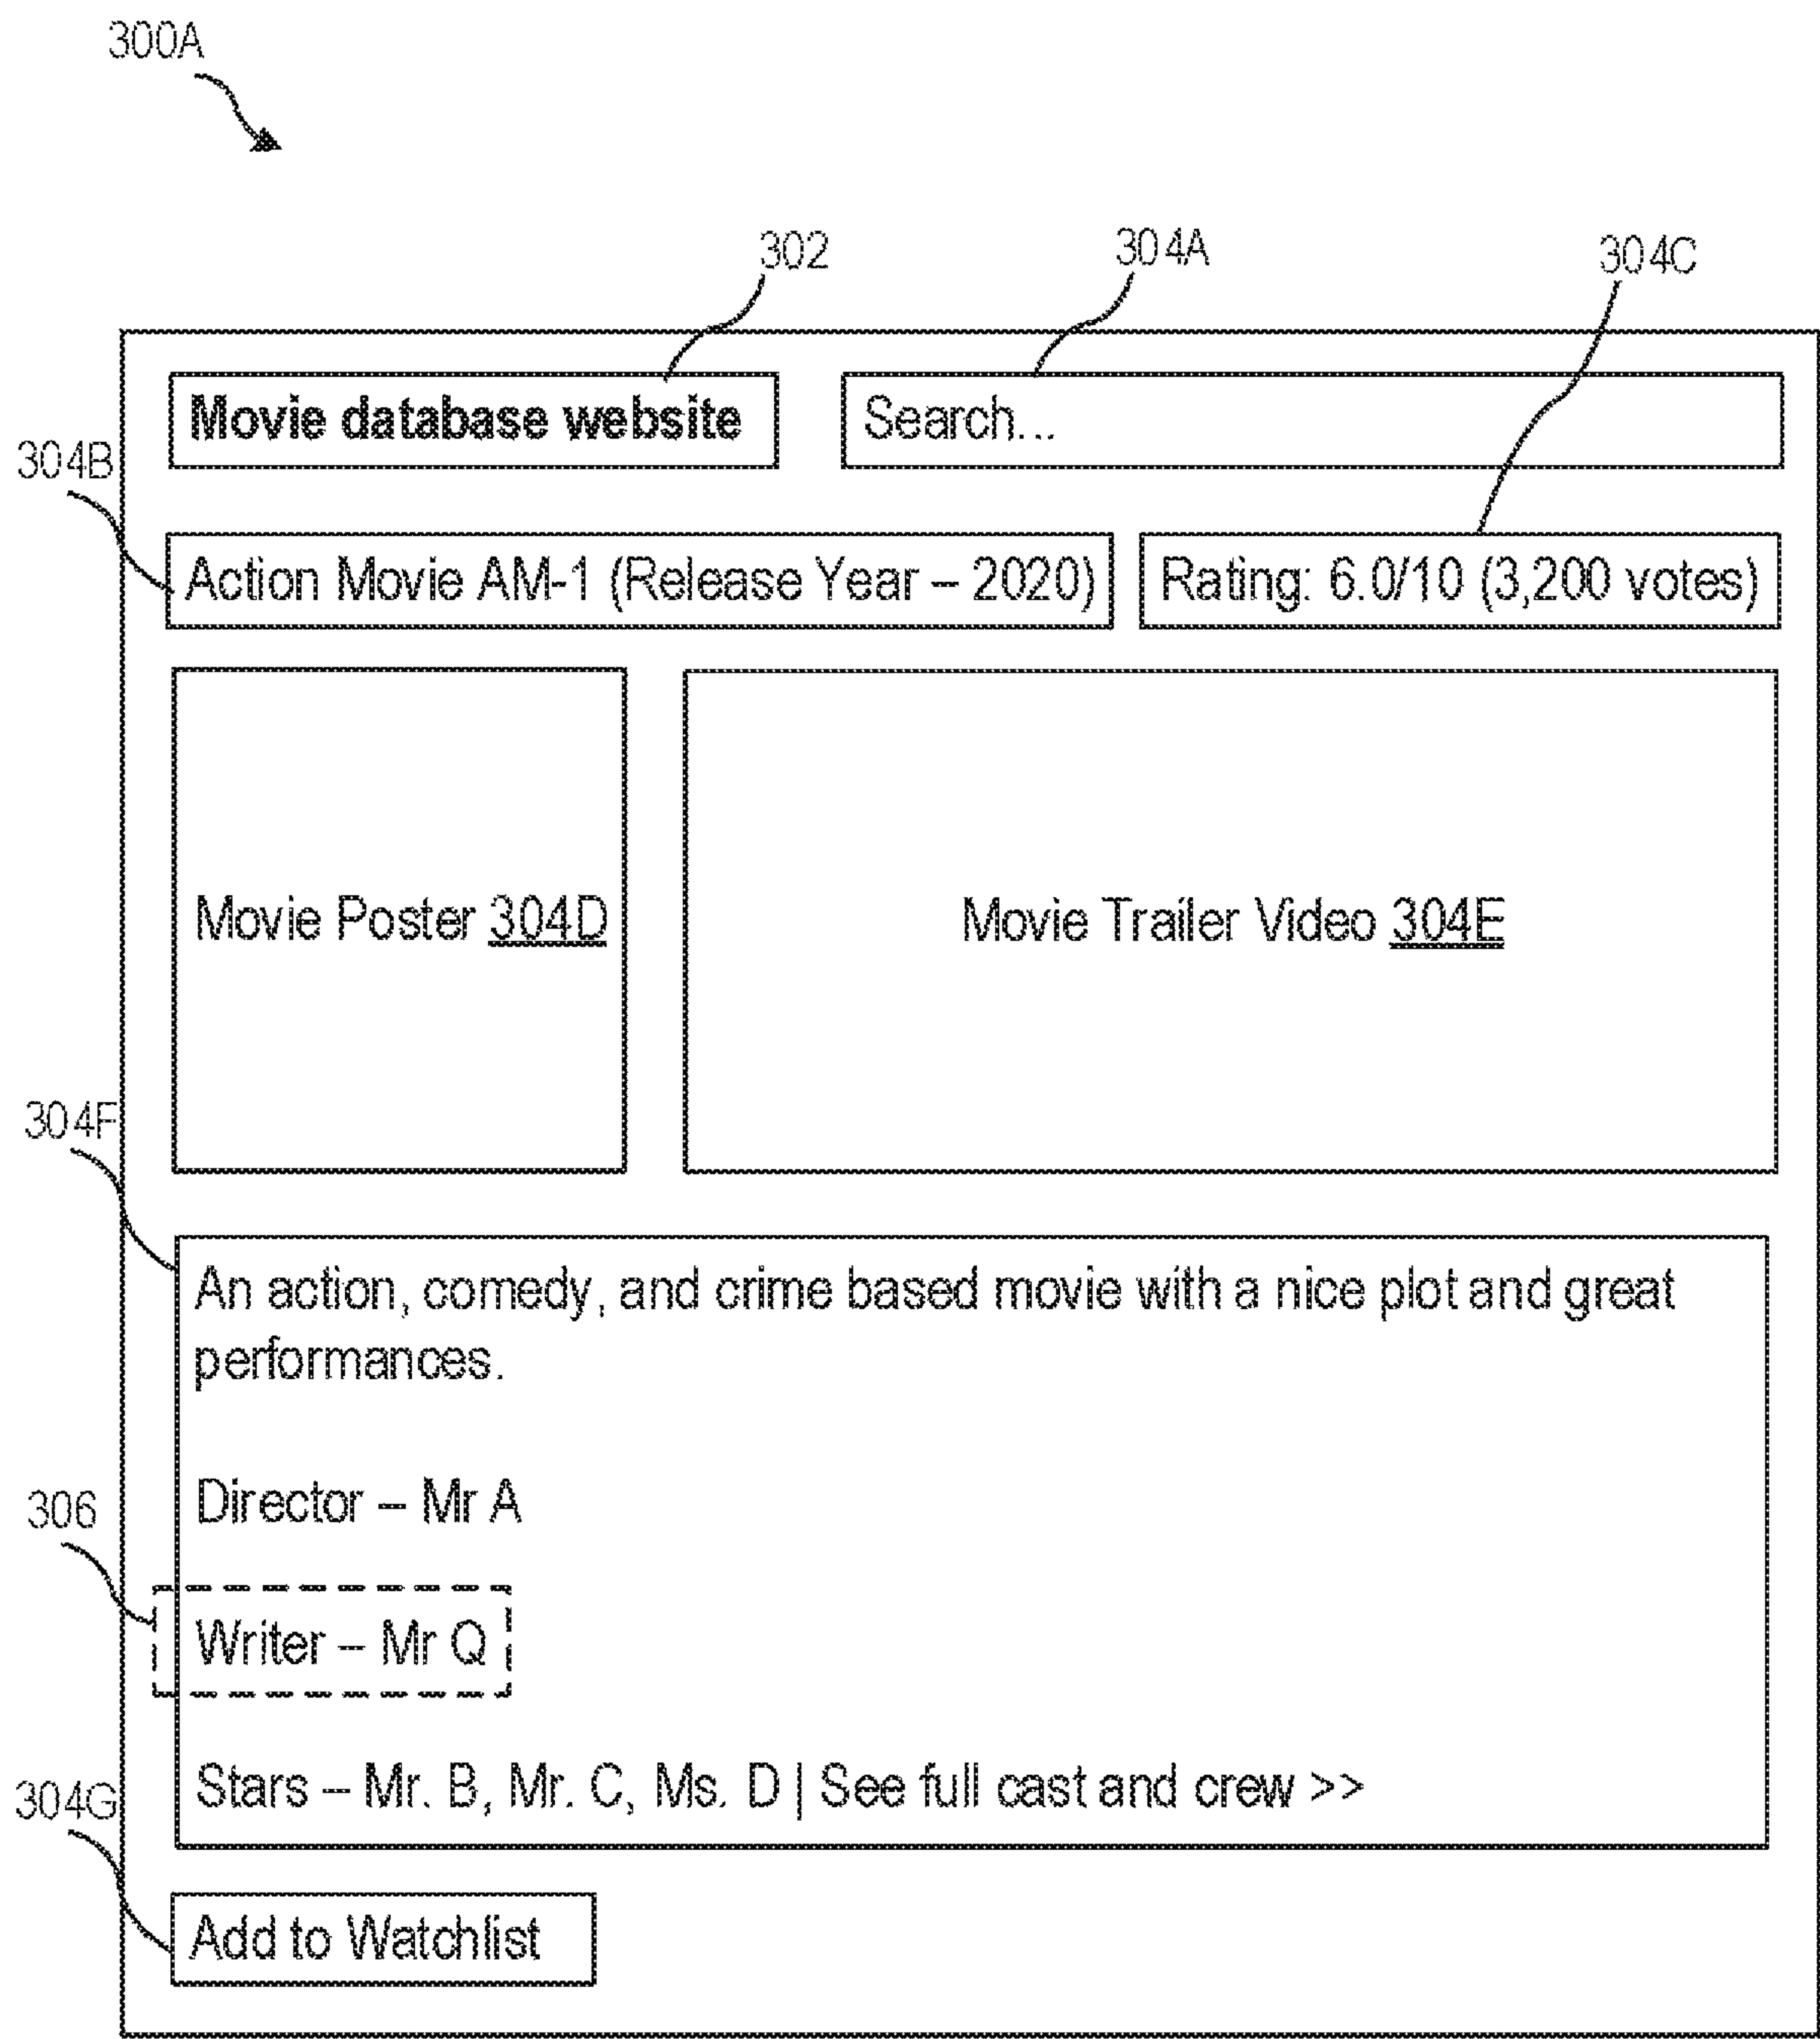 300A
302
304A
304C
Movie database website
Search...
304B
Action Movie AM-1 (Release Year – 2020)
Rating: 6.0/10 (3,200 votes)
Movie Poster 304D
Movie Trailer Video 304E
304F
An action, comedy, and crime based movie with a nice plot and great
performances.
Director – Mr A
306
Writer – Mr Q
Stars – Mr. B, Mr. C, Ms. D | See full cast and crew >>
304G
Add to Watchlist